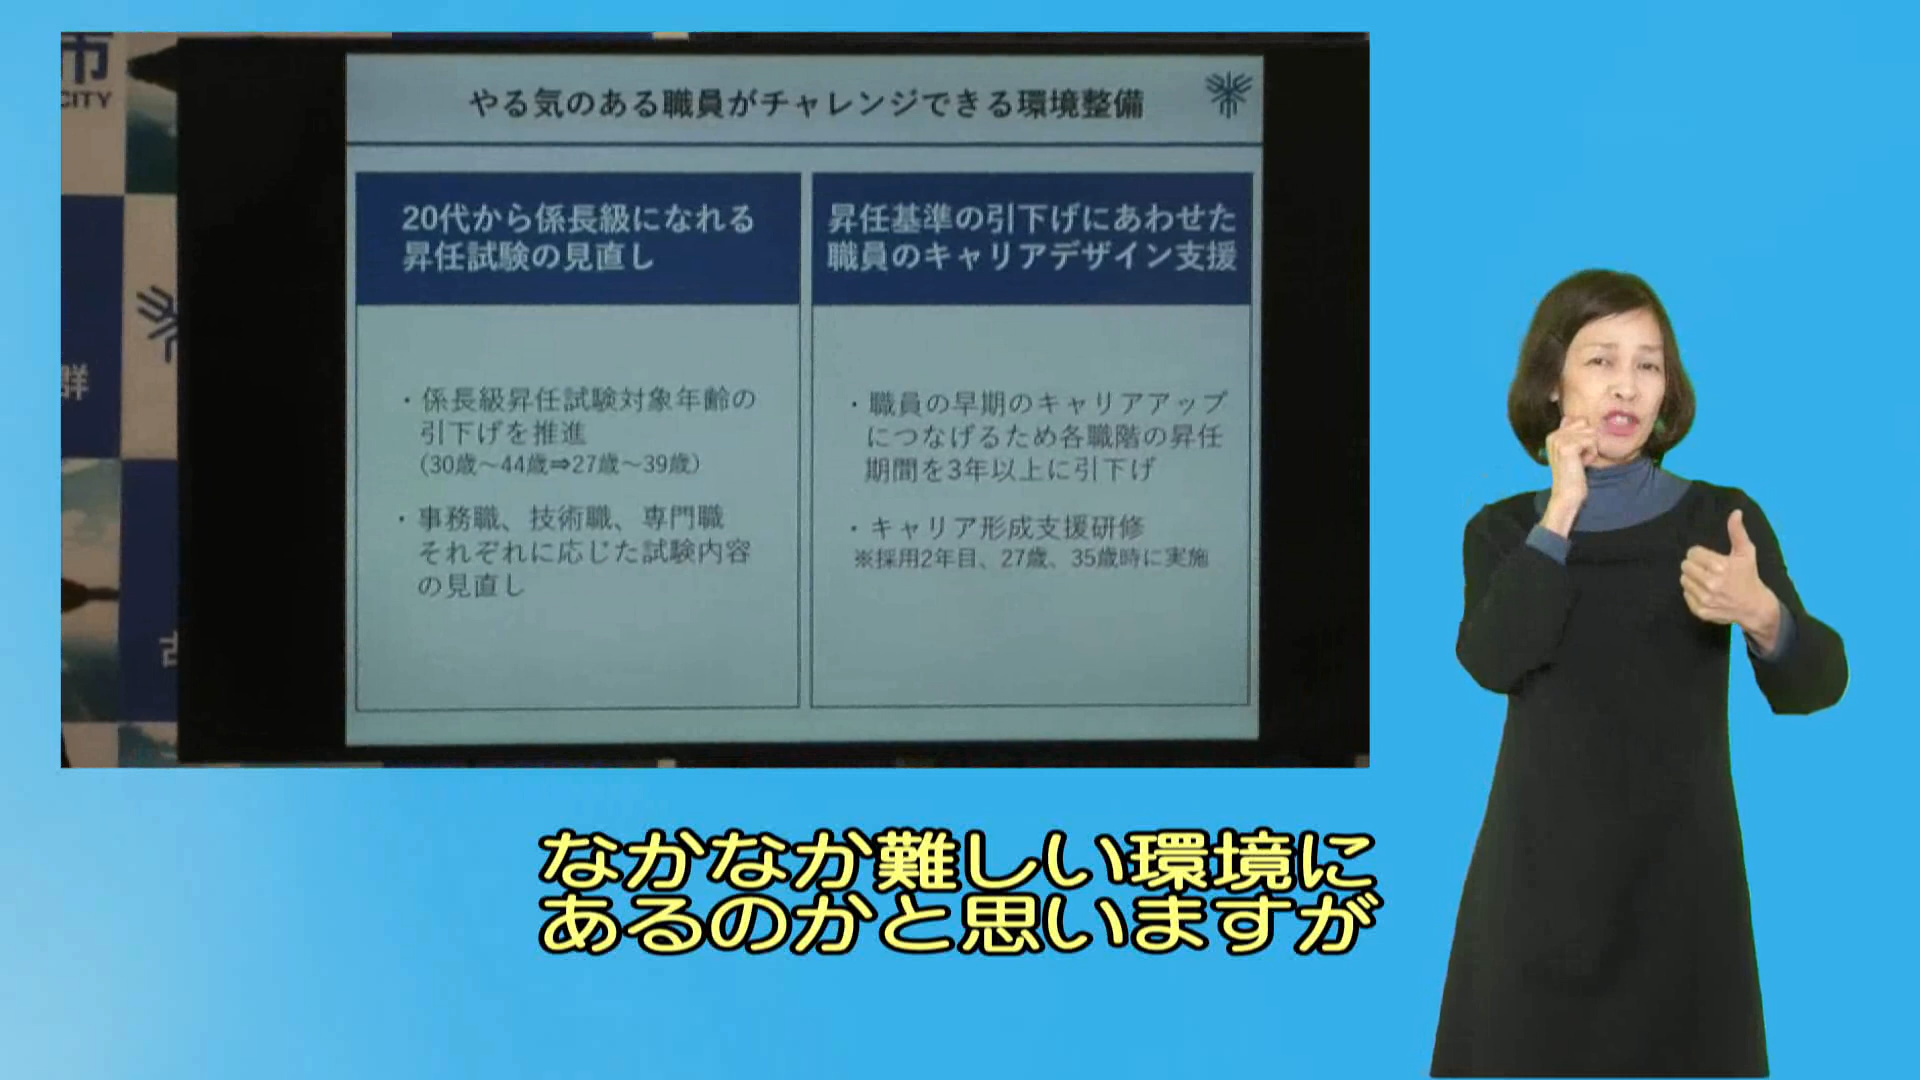 市
CITY
群
古
やる気のある職員がチャレンジできる環境整備
20代から係長級になれる
昇任試験の見直し
・係長級昇任試験対象年齢の
引下げを推進
（30歳～44歳⇒27歳～39歳）
・事務職、技術職、専門職
それぞれに応じた試験内容
の見直し
昇任基準の引下げにあわせた
職員のキャリアデザイン支援
・職員の早期のキャリアアップ
につなげるため各職階の昇任
期間を3年以上に引下げ
・キャリア形成支援研修
※採用2年目、27歳、35歳時に実施
なかなか難しい環境に
あるのかと思いますが